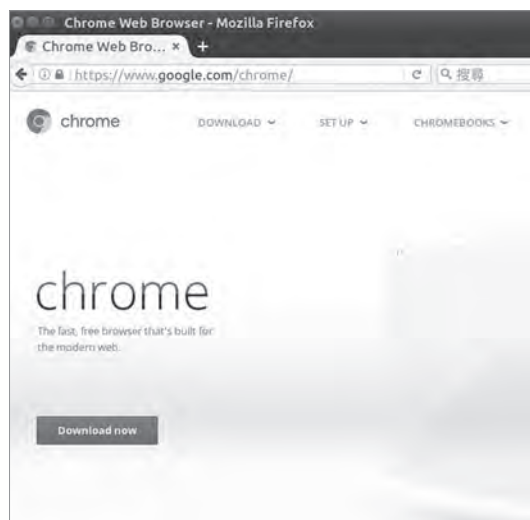 Chrome Web Browser - Mozilla Firefox
Chrome Web Bro... × +
https://www.google.com/chrome/ 搜尋
chrome DOWNLOAD SET UP CHROMEBOOKS
chrome
The fast, free browser that's built for
the modern web.
Download now